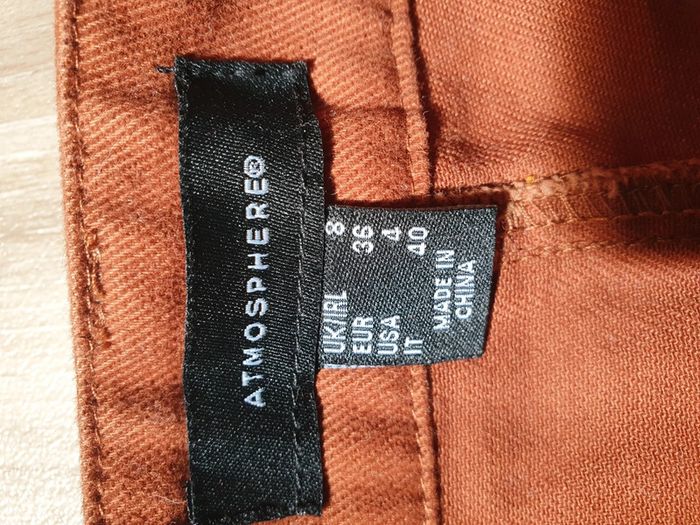 ATMOSPHERE®
UK/IRL 8
EUR 36
USA 4
IT 40
MADE IN
CHINA